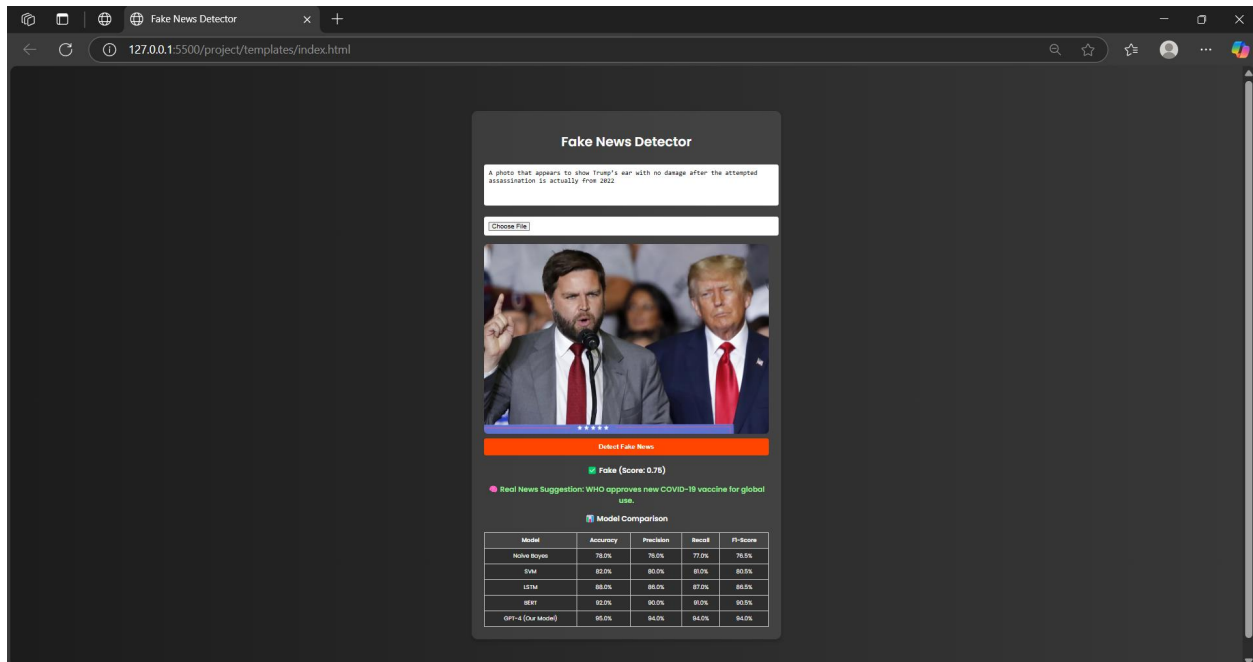 Fake News Detector
127.0.0.1:5500/project/templates/index.html
Fake News Detector
A photo that appears to show Trump's ear with no damage after the attempted
assassination is actually from 2022
Choose File
Detect Fake News
✅ Fake (Score: 0.75)
🧠 Real News Suggestion: WHO approves new COVID-19 vaccine for global
use.
📊 Model Comparison
Model Accuracy Precision Recall F1-Score
Naive Bayes 78.0% 76.0% 77.0% 76.5%
SVM 82.0% 80.0% 81.0% 80.5%
LSTM 88.0% 86.0% 87.0% 86.5%
BERT 92.0% 90.0% 91.0% 90.5%
GPT-4 (Our Model) 95.0% 94.0% 94.0% 94.0%